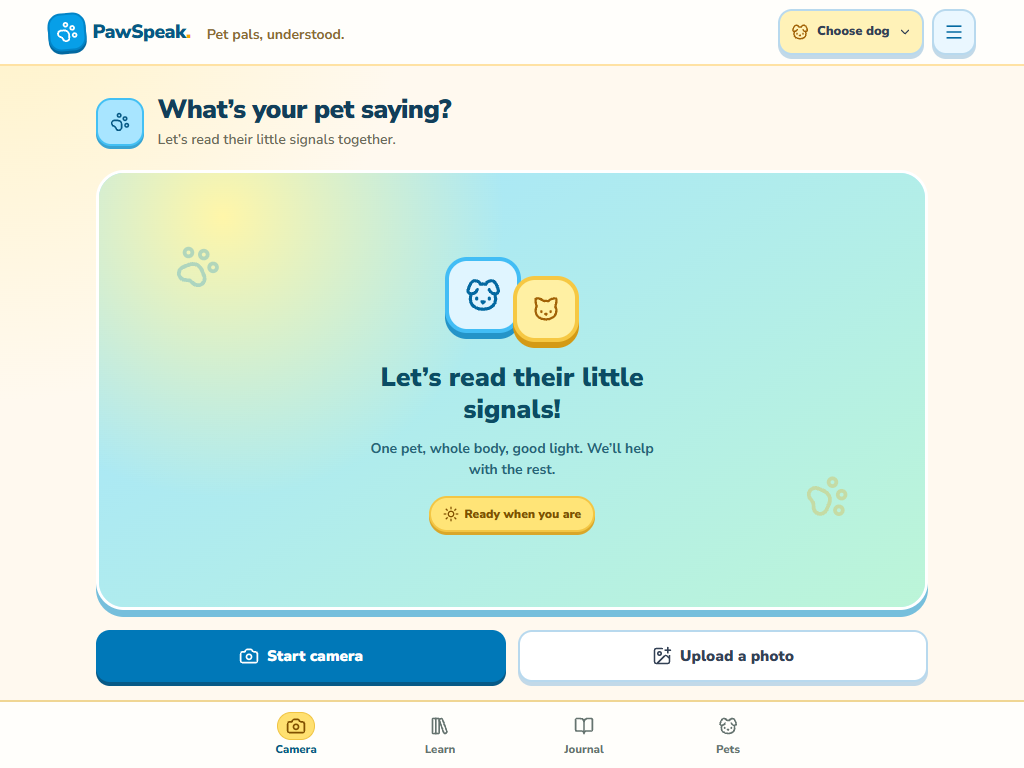 PawSpeak.
Pet pals, understood.
Choose dog
What’s your pet saying?
Let’s read their little signals together.
Let’s read their little
signals!
One pet, whole body, good light. We’ll help
with the rest.
Ready when you are
Start camera
Upload a photo
Camera
Learn
Journal
Pets